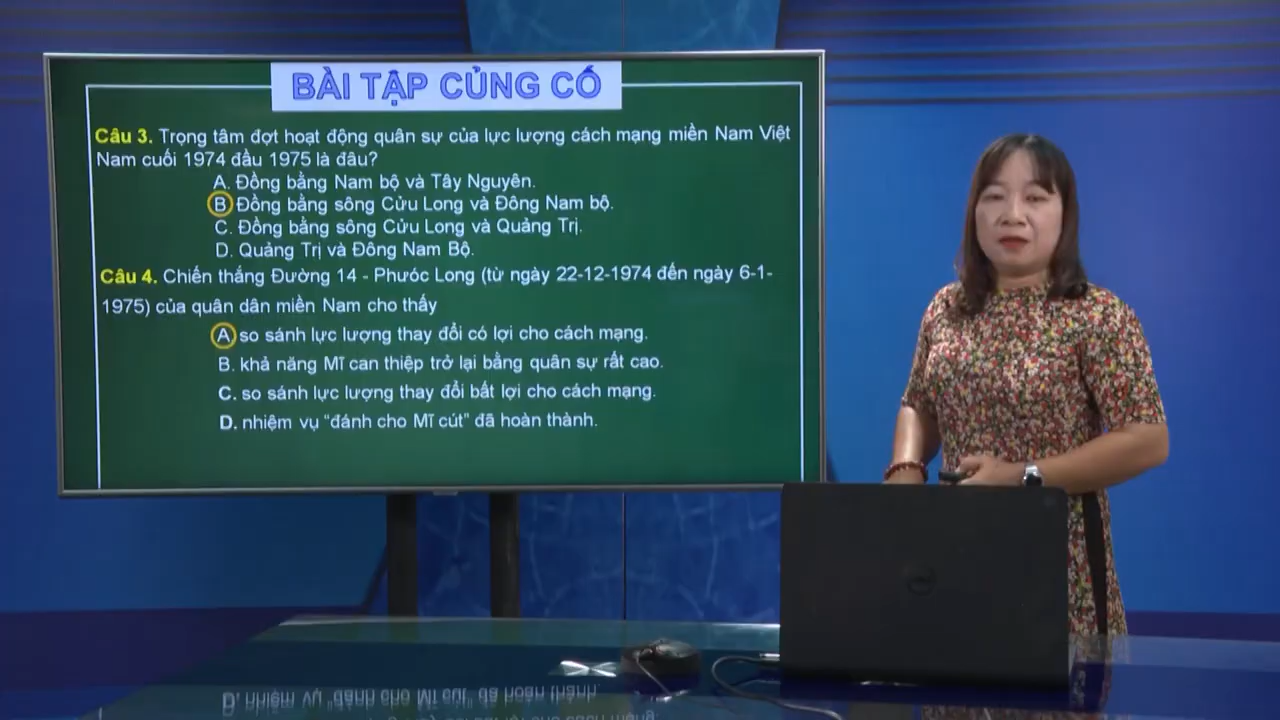 BÀI TẬP CỦNG CỐ
Câu 3. Trọng tâm đợt hoạt động quân sự của lực lượng cách mạng miền Nam Việt
Nam cuối 1974 đầu 1975 là đâu?
A. Đồng bằng Nam bộ và Tây Nguyên.
B Đồng bằng sông Cửu Long và Đông Nam bộ.
C. Đồng bằng sông Cửu Long và Quảng Trị.
D. Quảng Trị và Đông Nam Bộ.
Câu 4. Chiến thắng Đường 14 - Phước Long (từ ngày 22-12-1974 đến ngày 6-1-
1975) của quân dân miền Nam cho thấy
A so sánh lực lượng thay đổi có lợi cho cách mạng.
B. khả năng Mĩ can thiệp trở lại bằng quân sự rất cao.
C. so sánh lực lượng thay đổi bất lợi cho cách mạng.
D. nhiệm vụ “đánh cho Mĩ cút” đã hoàn thành.